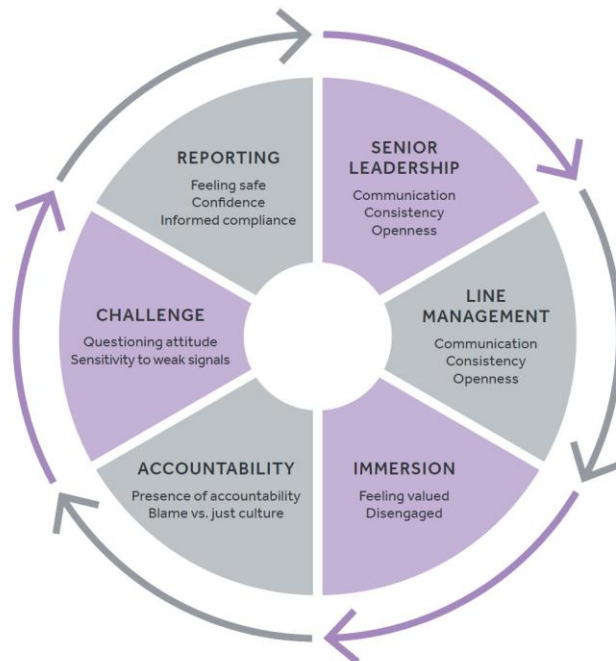 REPORTING
Feeling safe
Confidence
Informed compliance
SENIOR
LEADERSHIP
Communication
Consistency
Openness
LINE
MANAGEMENT
Communication
Consistency
Openness
IMMERSION
Feeling valued
Disengaged
ACCOUNTABILITY
Presence of accountability
Blame vs. just culture
CHALLENGE
Questioning attitude
Sensitivity to weak signals